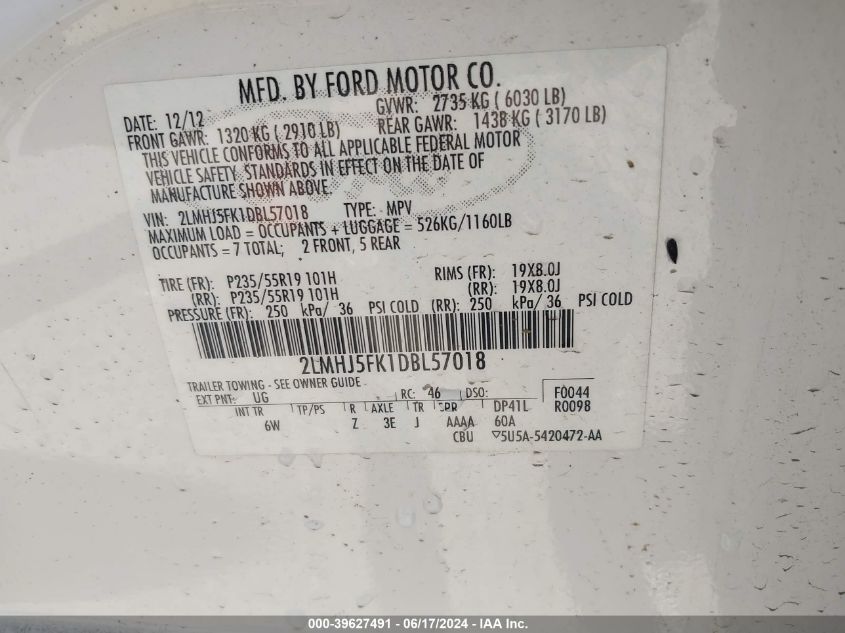 MFD. BY FORD MOTOR CO.
DATE: 12/12 GVWR: 2735 KG ( 6030 LB)
FRONT GAWR: 1320 KG ( 2910 LB) REAR GAWR: 1438 KG ( 3170 LB)
THIS VEHICLE CONFORMS TO ALL APPLICABLE FEDERAL MOTOR
VEHICLE SAFETY STANDARDS IN EFFECT ON THE DATE OF
MANUFACTURE SHOWN ABOVE.
VIN: 2LMHJ5FK1DBL57018 TYPE: MPV
MAXIMUM LOAD = OCCUPANTS + LUGGAGE = 526KG/1160LB
OCCUPANTS = 7 TOTAL; 2 FRONT, 5 REAR
TIRE (FR): P235/55R19 101H RIMS (FR): 19X8.0J
(RR): P235/55R19 101H (RR): 19X8.0J
PRESSURE (FR): 250 kPa/ 36 PSI COLD (RR): 250 kPa/ 36 PSI COLD
2LMHJ5FK1DBL57018
TRAILER TOWING - SEE OWNER GUIDE
EXT PNT: UG RC: 46 DSO: F0044
INT TR TP/PS R AXLE TR SPR DP41L R0098
6W Z 3E J AAAA 60A
CBU ▽5U5A-5420472-AA
000-39627491 - 06/17/2024 - IAA Inc.